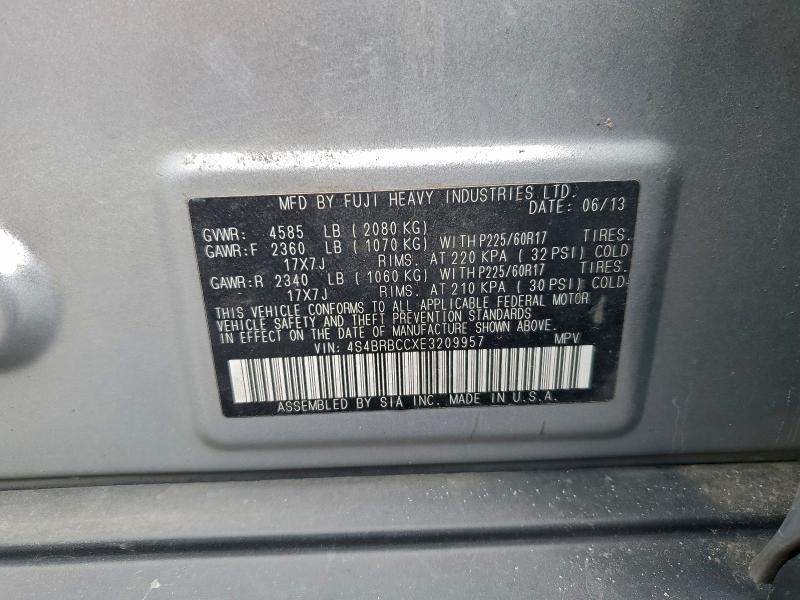 MFD BY FUJI HEAVY INDUSTRIES LTD.
DATE: 06/13
GVWR: 4585 LB ( 2080 KG)
GAWR:F 2360 LB ( 1070 KG) WITH P225/60R17 TIRES.
17X7J RIMS. AT 220 KPA ( 32 PSI) COLD
GAWR:R 2340 LB ( 1060 KG) WITH P225/60R17 TIRES.
17X7J RIMS. AT 210 KPA ( 30 PSI) COLD
THIS VEHICLE CONFORMS TO ALL APPLICABLE FEDERAL MOTOR
VEHICLE SAFETY AND THEFT PREVENTION STANDARDS
IN EFFECT ON THE DATE OF MANUFACTURE SHOWN ABOVE.
VIN: 4S4BRBCCXE3209957 MPV
ASSEMBLED BY SIA INC. MADE IN U.S.A.